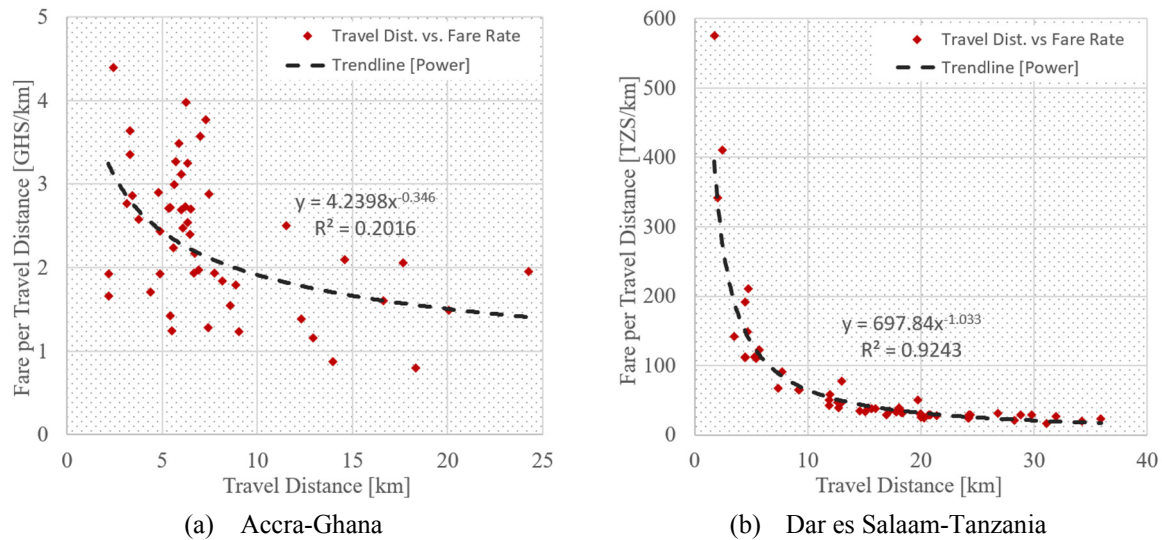 5
4
3
2
1
0
Fare per Travel Distance [GHS/km]
Travel Dist. vs. Fare Rate
Trendline [Power]
y = 4.2398x^-0.346
R² = 0.2016
0 5 10 15 20 25
Travel Distance [km]
(a) Accra-Ghana
600
500
400
300
200
100
0
Fare per Travel Distance [TZS/km]
Travel Dist. vs Fare Rate
Trendline [Power]
y = 697.84x^-1.033
R² = 0.9243
0 10 20 30 40
Travel Distance [km]
(b) Dar es Salaam-Tanzania